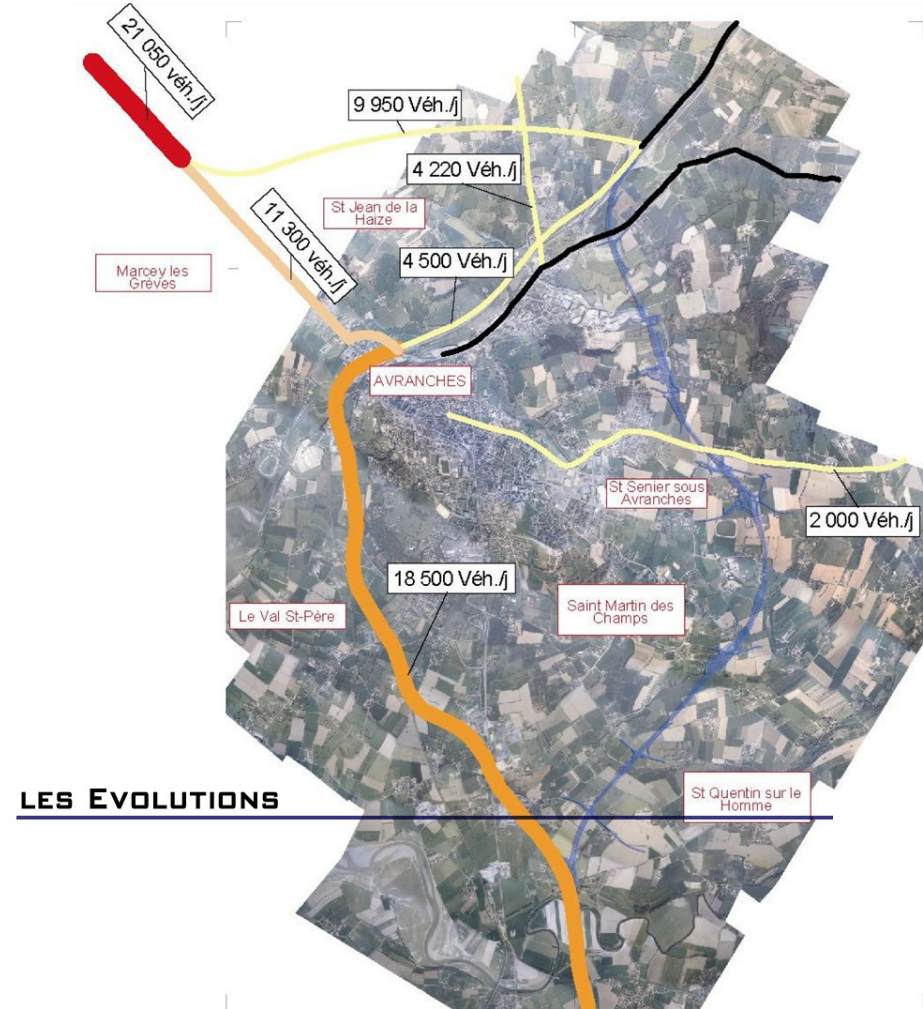 21 050 véh./j
9 950 Véh./j
4 220 Véh./j
St Jean de la
Haize
11 300 véh./j
4 500 Véh./j
Marcey les
Grèves
AVRANCHES
St Senier sous
Avranches
2 000 Véh./j
18 500 Véh./j
Le Val St-Père
Saint Martin des
Champs
St Quentin sur le
Homme
LES EVOLUTIONS